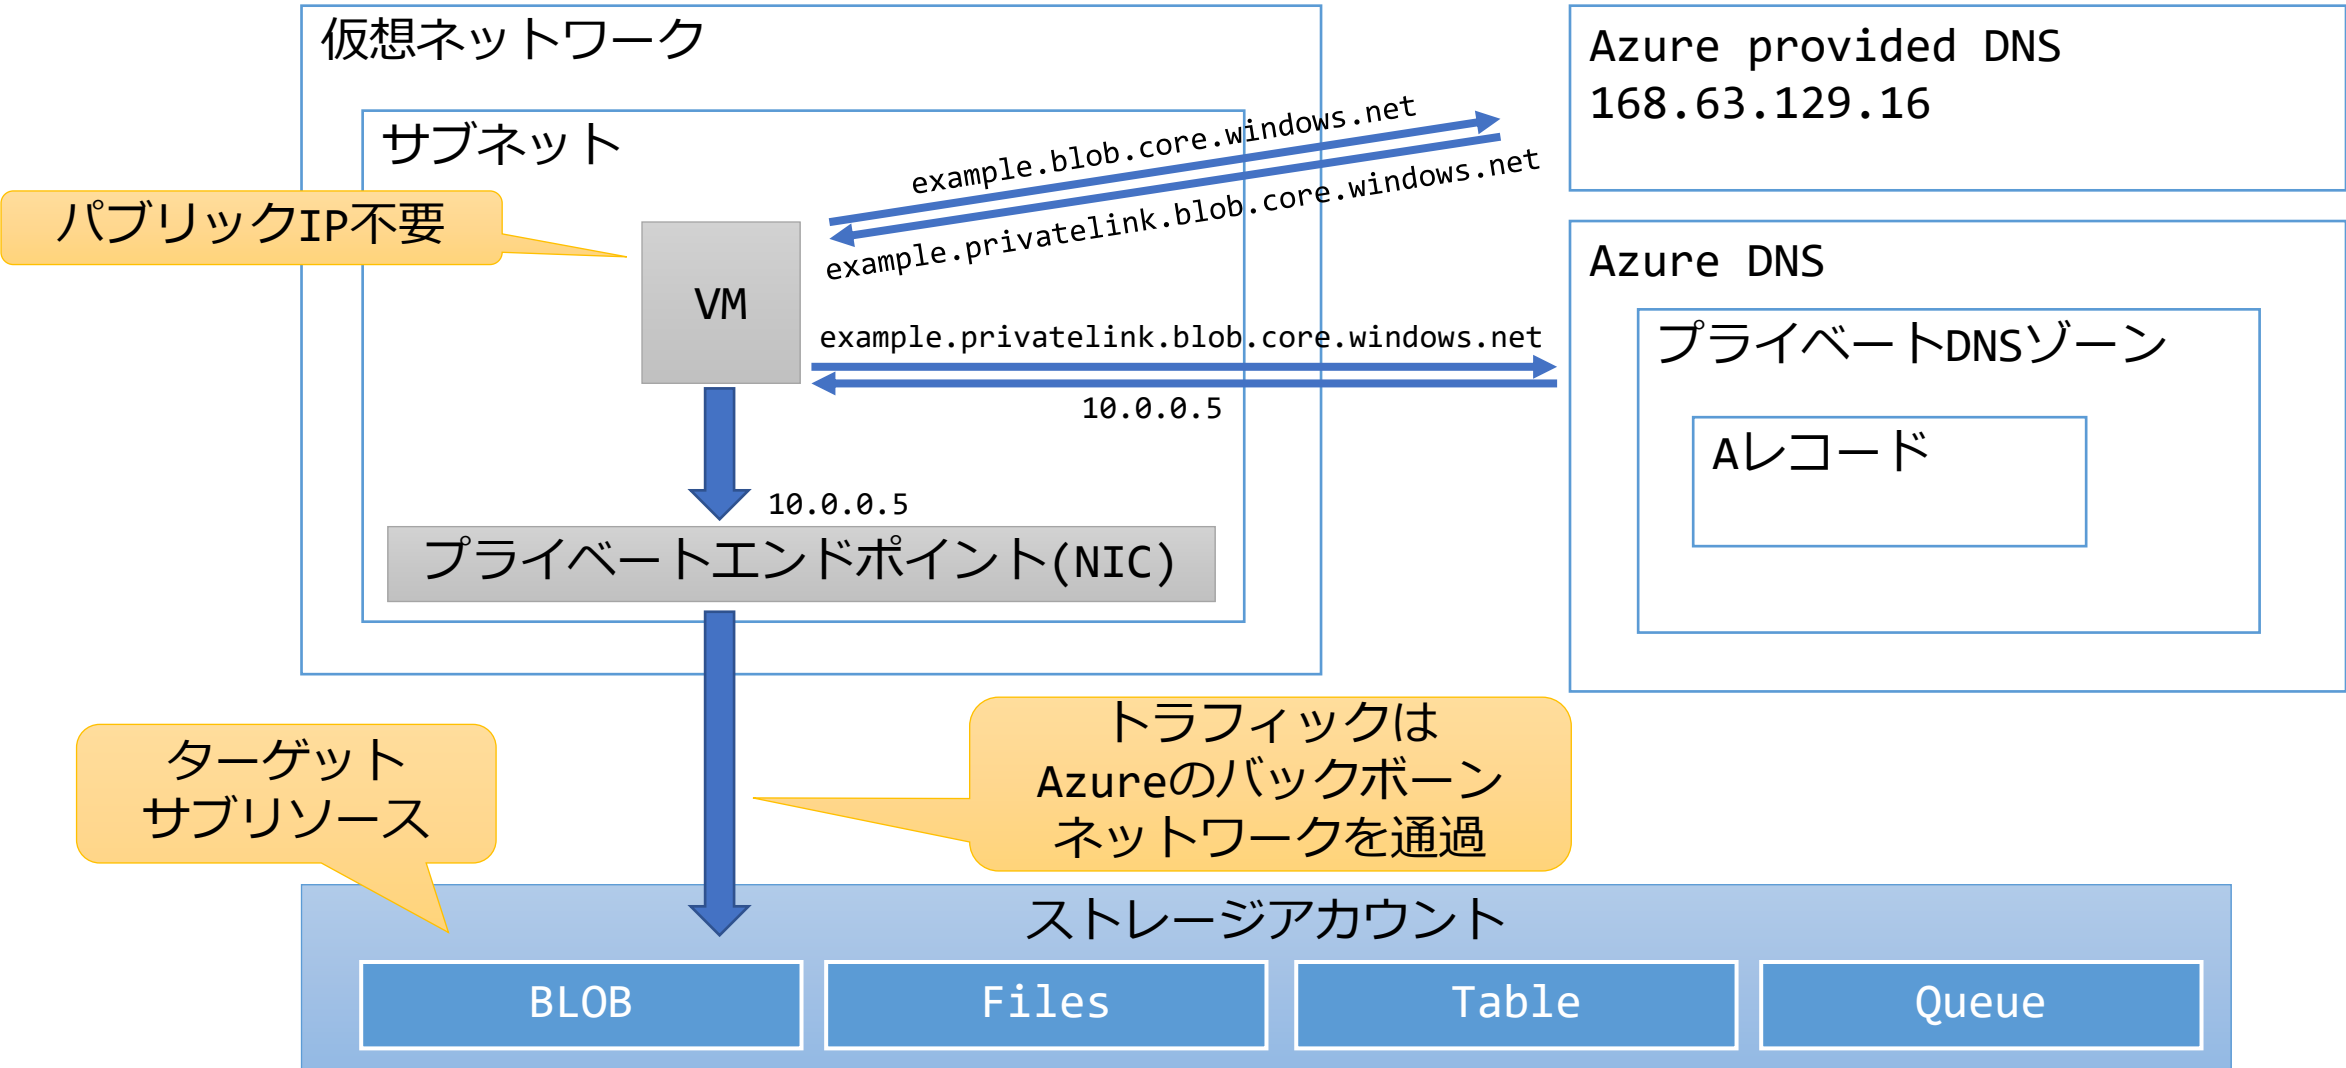 仮想ネットワーク
サブネット
パブリックIP不要
VM
example.blob.core.windows.net
example.privatelink.blob.core.windows.net
example.privatelink.blob.core.windows.net
10.0.0.5
10.0.0.5
プライベートエンドポイント(NIC)
Azure provided DNS
168.63.129.16
Azure DNS
プライベートDNSゾーン
Aレコード
ターゲット
サブリソース
トラフィックは
Azureのバックボーン
ネットワークを通過
ストレージアカウント
BLOB
Files
Table
Queue